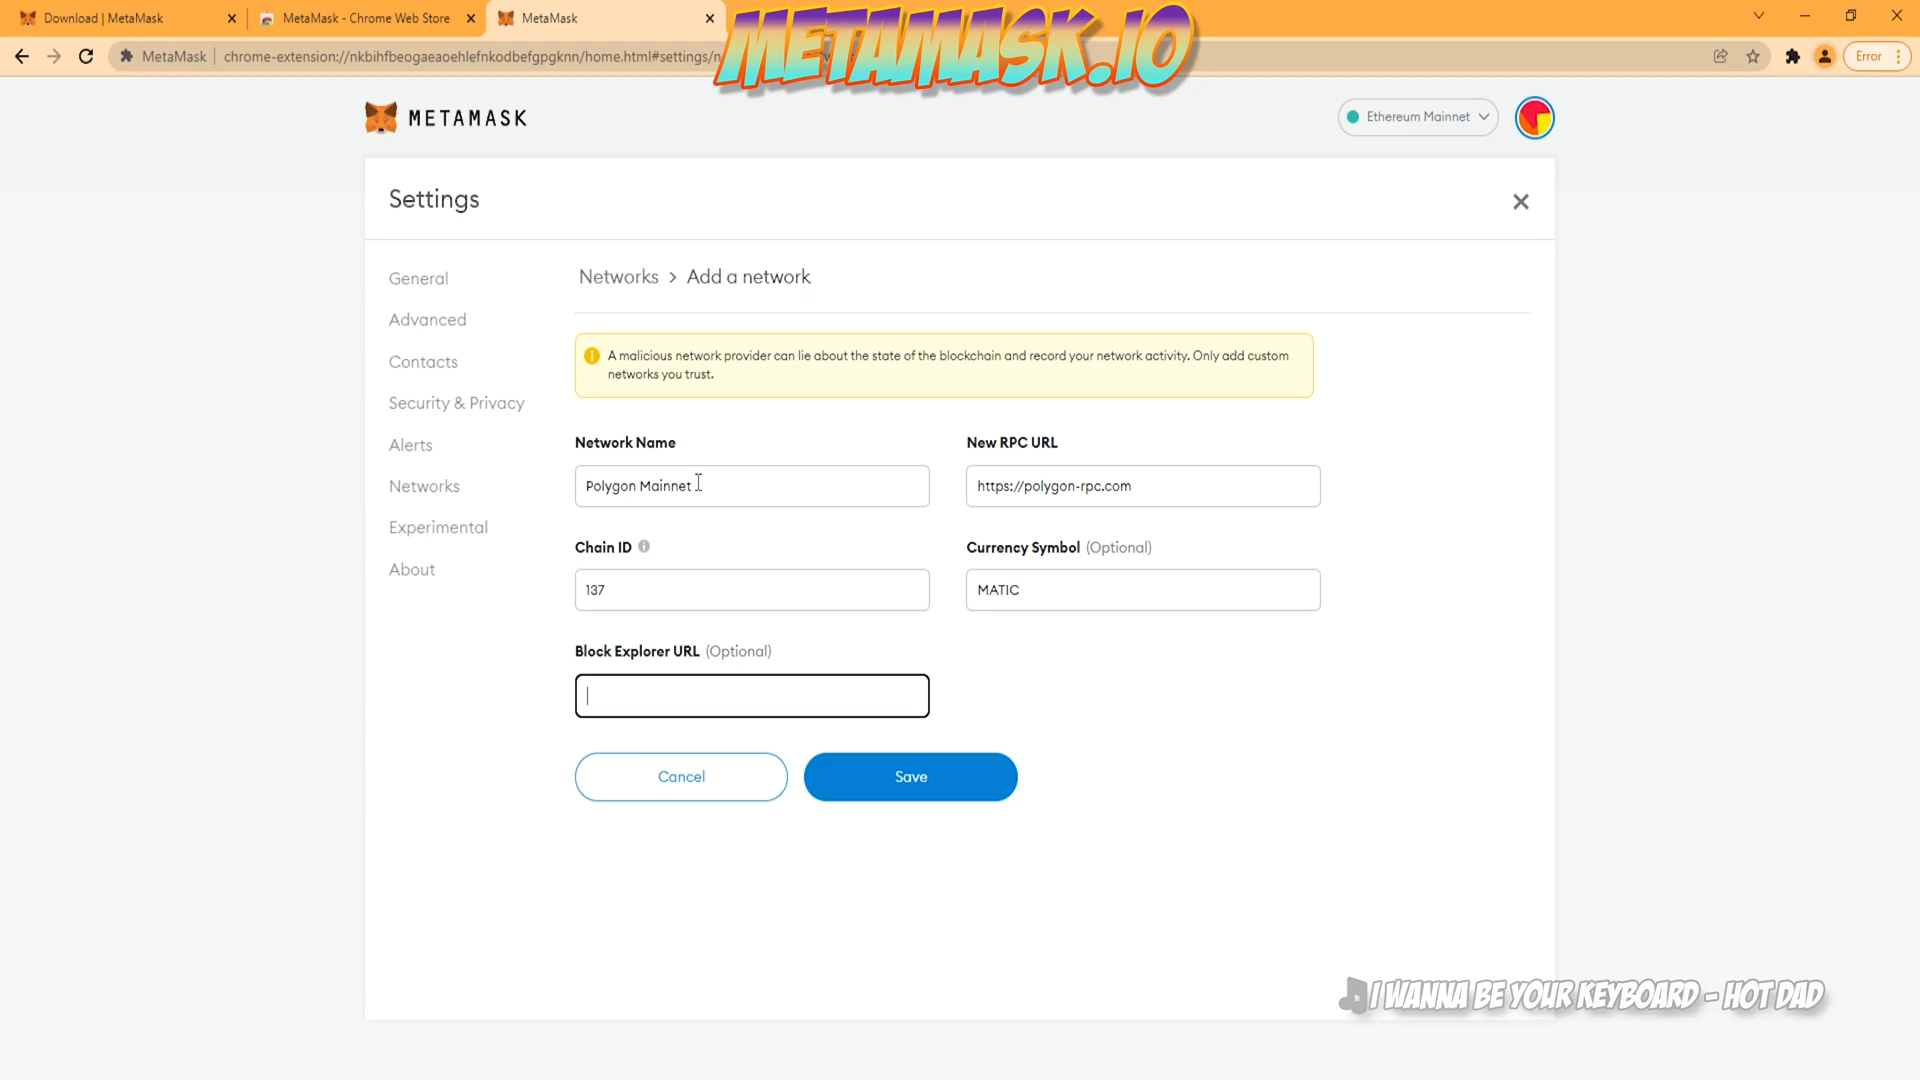 Download | MetaMask
MetaMask - Chrome Web Store
MetaMask
METAMASK.IO
MetaMask
chrome-extension://nkbihfbeogaeaoehlefnkodbefgpgknn/home.html#settings/n
Error
METAMASK
Ethereum Mainnet
Settings
General
Advanced
Contacts
Security & Privacy
Alerts
Networks
Experimental
About
Networks > Add a network
A malicious network provider can lie about the state of the blockchain and record your network activity. Only add custom
networks you trust.
Network Name
New RPC URL
Polygon Mainnet
https://polygon-rpc.com
Chain ID
Currency Symbol (Optional)
137
MATIC
Block Explorer URL (Optional)
Cancel
Save
I WANNA BE YOUR KEYBOARD - HOT DAD